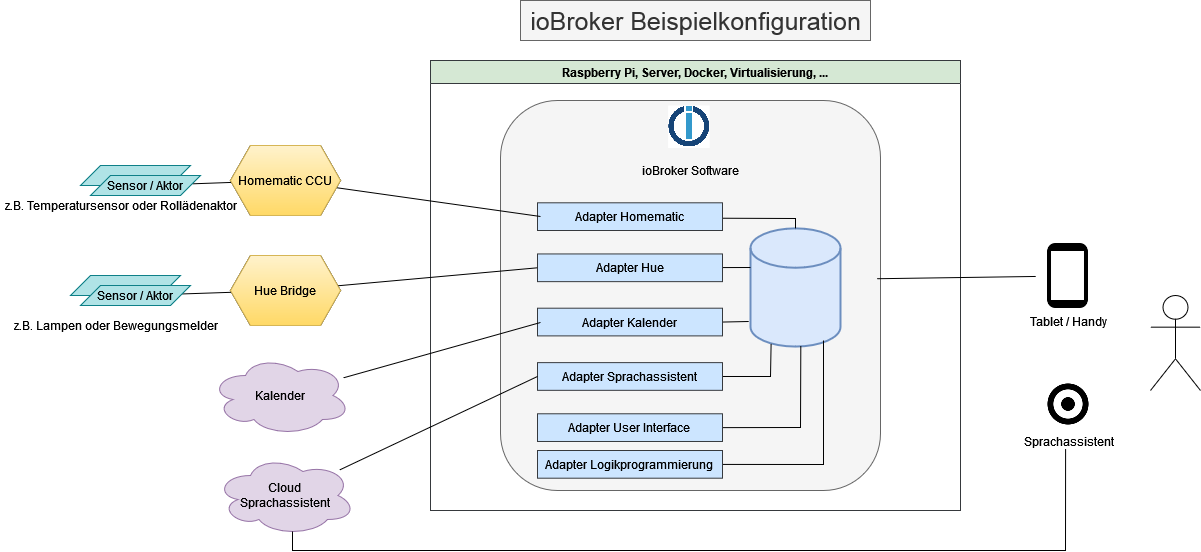 ioBroker Beispielkonfiguration
Raspberry Pi, Server, Docker, Virtualisierung, ...
ioBroker Software
Sensor / Aktor
Homematic CCU
z.B. Temperatursensor oder Rollädenaktor
Adapter Homematic
Adapter Hue
Sensor / Aktor
Hue Bridge
z.B. Lampen oder Bewegungsmelder
Adapter Kalender
Tablet / Handy
Adapter Sprachassistent
Kalender
Adapter User Interface
Sprachassistent
Adapter Logikprogrammierung
Cloud
Sprachassistent